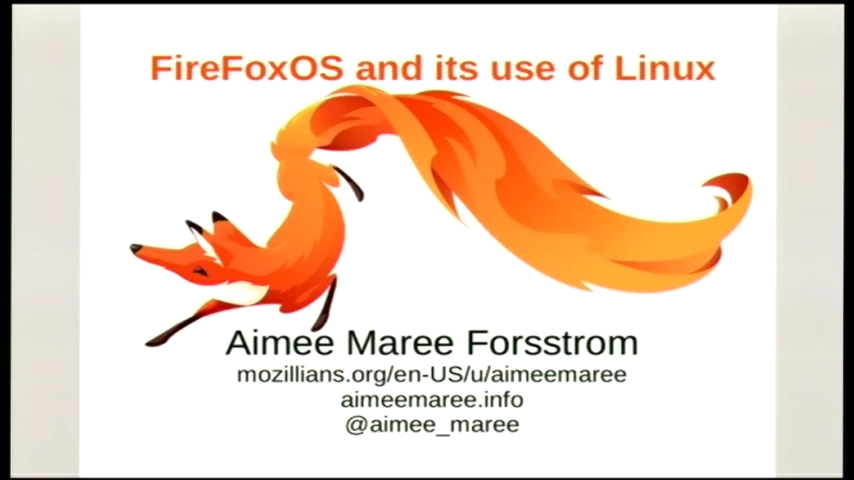 FireFoxOS and its use of Linux
Aimee Maree Forsstrom
mozillians.org/en-US/u/aimeemaree
aimeemaree.info
@aimee_maree